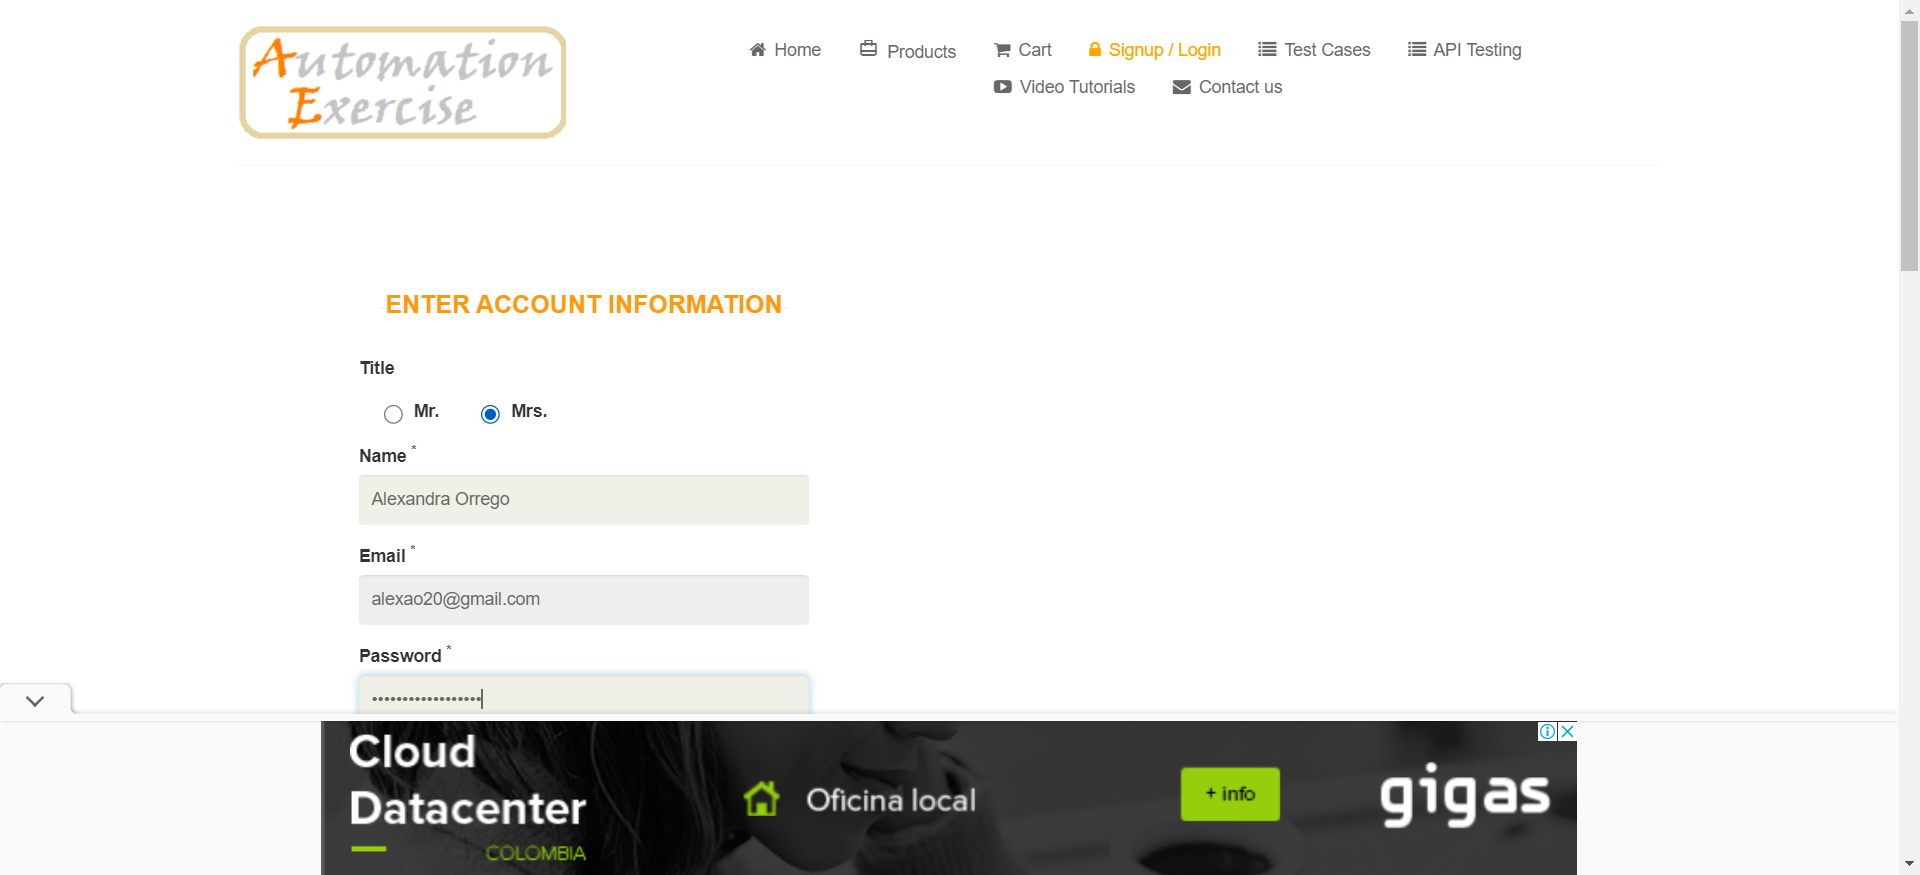 Automation
Exercise
Home
Products
Cart
Signup / Login
Test Cases
API Testing
Video Tutorials
Contact us
ENTER ACCOUNT INFORMATION
Title
Mr.
Mrs.
Name *
Alexandra Orrego
Email *
alexao20@gmail.com
Password *
••••••••••••••••••
Cloud
Datacenter
COLOMBIA
Oficina local
+ info
gigas